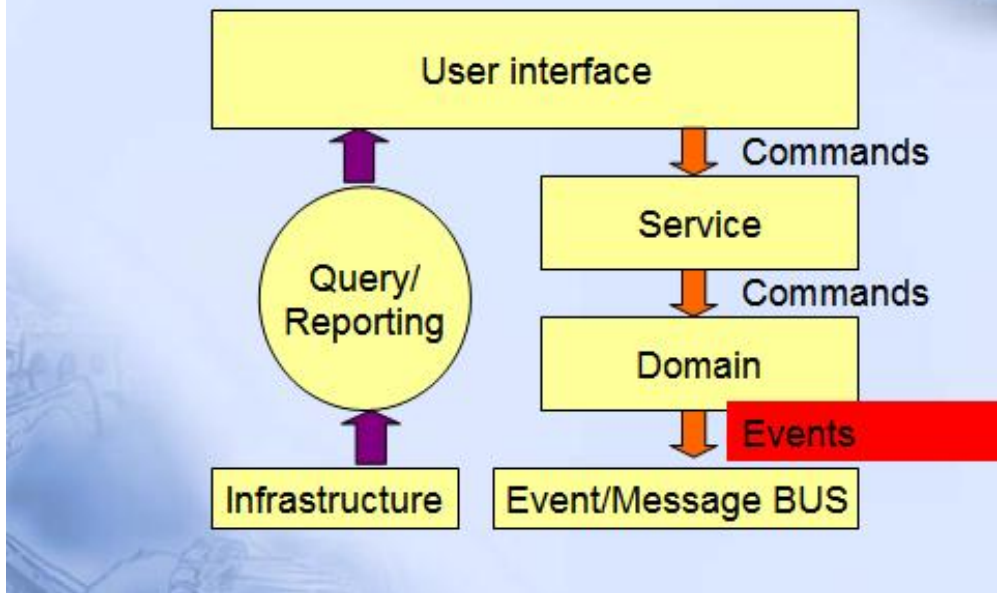 User interface
Commands
Service
Query/
Reporting
Commands
Domain
Events
Infrastructure
Event/Message BUS